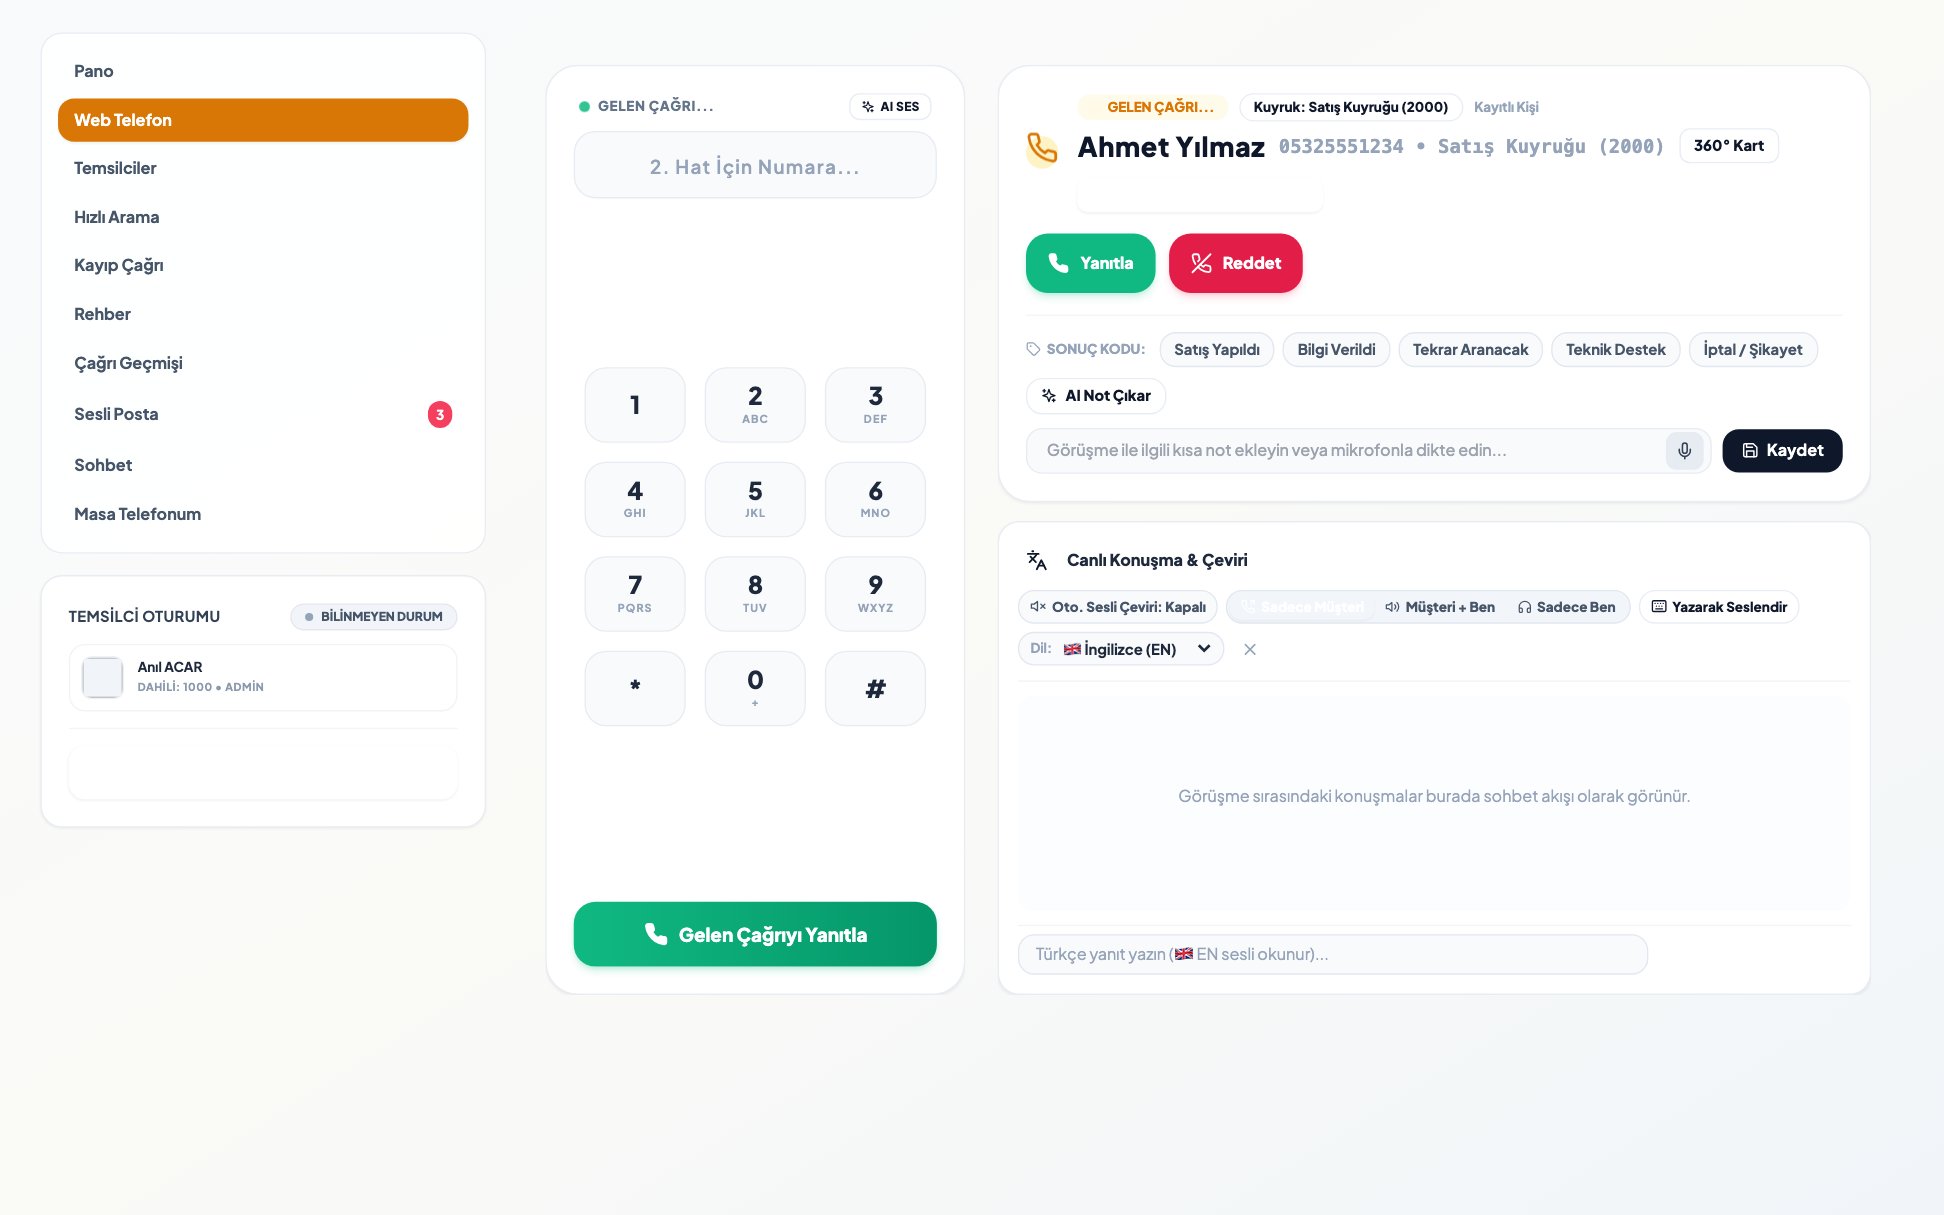 Pano
Web Telefon
Temsilciler
Hızlı Arama
Kayıp Çağrı
Rehber
Çağrı Geçmişi
Sesli Posta 3
Sohbet
Masa Telefonum
TEMSİLCİ OTURUMU BİLİNMEYEN DURUM
Anıl ACAR
DAHİLİ: 1000 • ADMİN
GELEN ÇAĞRI... AI SES
2. Hat İçin Numara...
1 2 3
ABC DEF
4 5 6
GHI JKL MNO
7 8 9
PQRS TUV WXYZ
* 0 #
+
Gelen Çağrıyı Yanıtla
GELEN ÇAĞRI... Kuyruk: Satış Kuyruğu (2000) Kayıtlı Kişi
Ahmet Yılmaz 05325551234 • Satış Kuyruğu (2000) 360° Kart
Yanıtla Reddet
SONUÇ KODU: Satış Yapıldı Bilgi Verildi Tekrar Aranacak Teknik Destek İptal / Şikayet
AI Not Çıkar
Görüşme ile ilgili kısa not ekleyin veya mikrofonla dikte edin... Kaydet
Canlı Konuşma & Çeviri
Oto. Sesli Çeviri: Kapalı Sadece Müşteri Müşteri + Ben Sadece Ben Yazarak Seslendir
Dil: 🇬🇧 İngilizce (EN)
Görüşme sırasındaki konuşmalar burada sohbet akışı olarak görünür.
Türkçe yanıt yazın (🇬🇧 EN sesli okunur)...